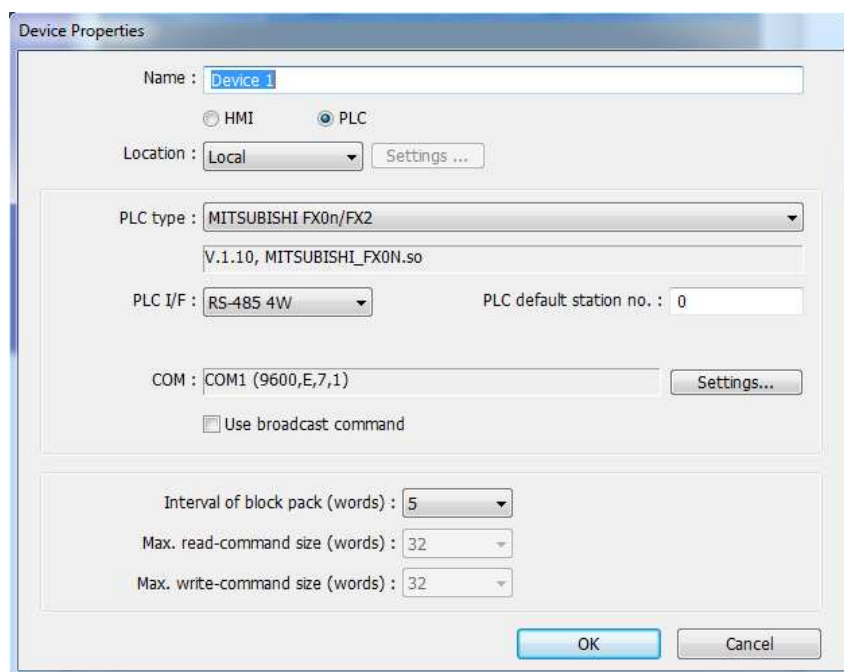 Device Properties
Name : Device 1
HMI PLC
Location : Local Settings ...
PLC type : MITSUBISHI FX0n/FX2
V.1.10, MITSUBISHI_FX0N.so
PLC I/F : RS-485 4W PLC default station no. : 0
COM : COM1 (9600,E,7,1) Settings...
Use broadcast command
Interval of block pack (words) : 5
Max. read-command size (words) : 32
Max. write-command size (words) : 32
OK Cancel